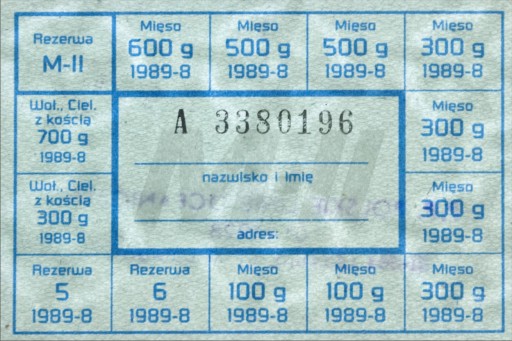 Rezerwa
M-II
Mięso
600 g
1989-8
Mięso
500 g
1989-8
Mięso
500 g
1989-8
Mięso
300 g
1989-8
Woł., Ciel.
z kością
700 g
1989-8
A 3380196
nazwisko i imię
adres:
Mięso
300 g
1989-8
Woł., Ciel.
z kością
300 g
1989-8
Mięso
300 g
1989-8
Rezerwa
5
1989-8
Rezerwa
6
1989-8
Mięso
100 g
1989-8
Mięso
100 g
1989-8
Mięso
300 g
1989-8